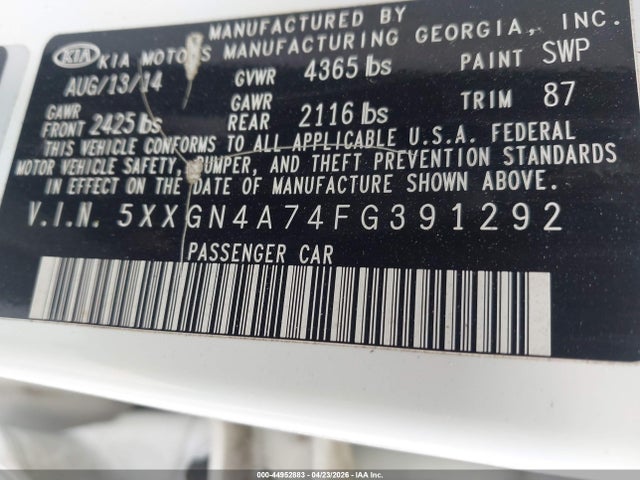 MANUFACTURED BY
KIA KIA MOTORS MANUFACTURING GEORGIA, INC.
AUG/13/14 GVWR 4365 lbs PAINT SWP
GAWR FRONT 2425 lbs GAWR REAR 2116 lbs TRIM 87
THIS VEHICLE CONFORMS TO ALL APPLICABLE U.S.A. FEDERAL
MOTOR VEHICLE SAFETY, BUMPER, AND THEFT PREVENTION STANDARDS
IN EFFECT ON THE DATE OF MANUFACTURE SHOWN ABOVE.
V.I.N. 5XXGN4A74FG391292
PASSENGER CAR
000-44952883 - 04/23/2026 - IAA Inc.